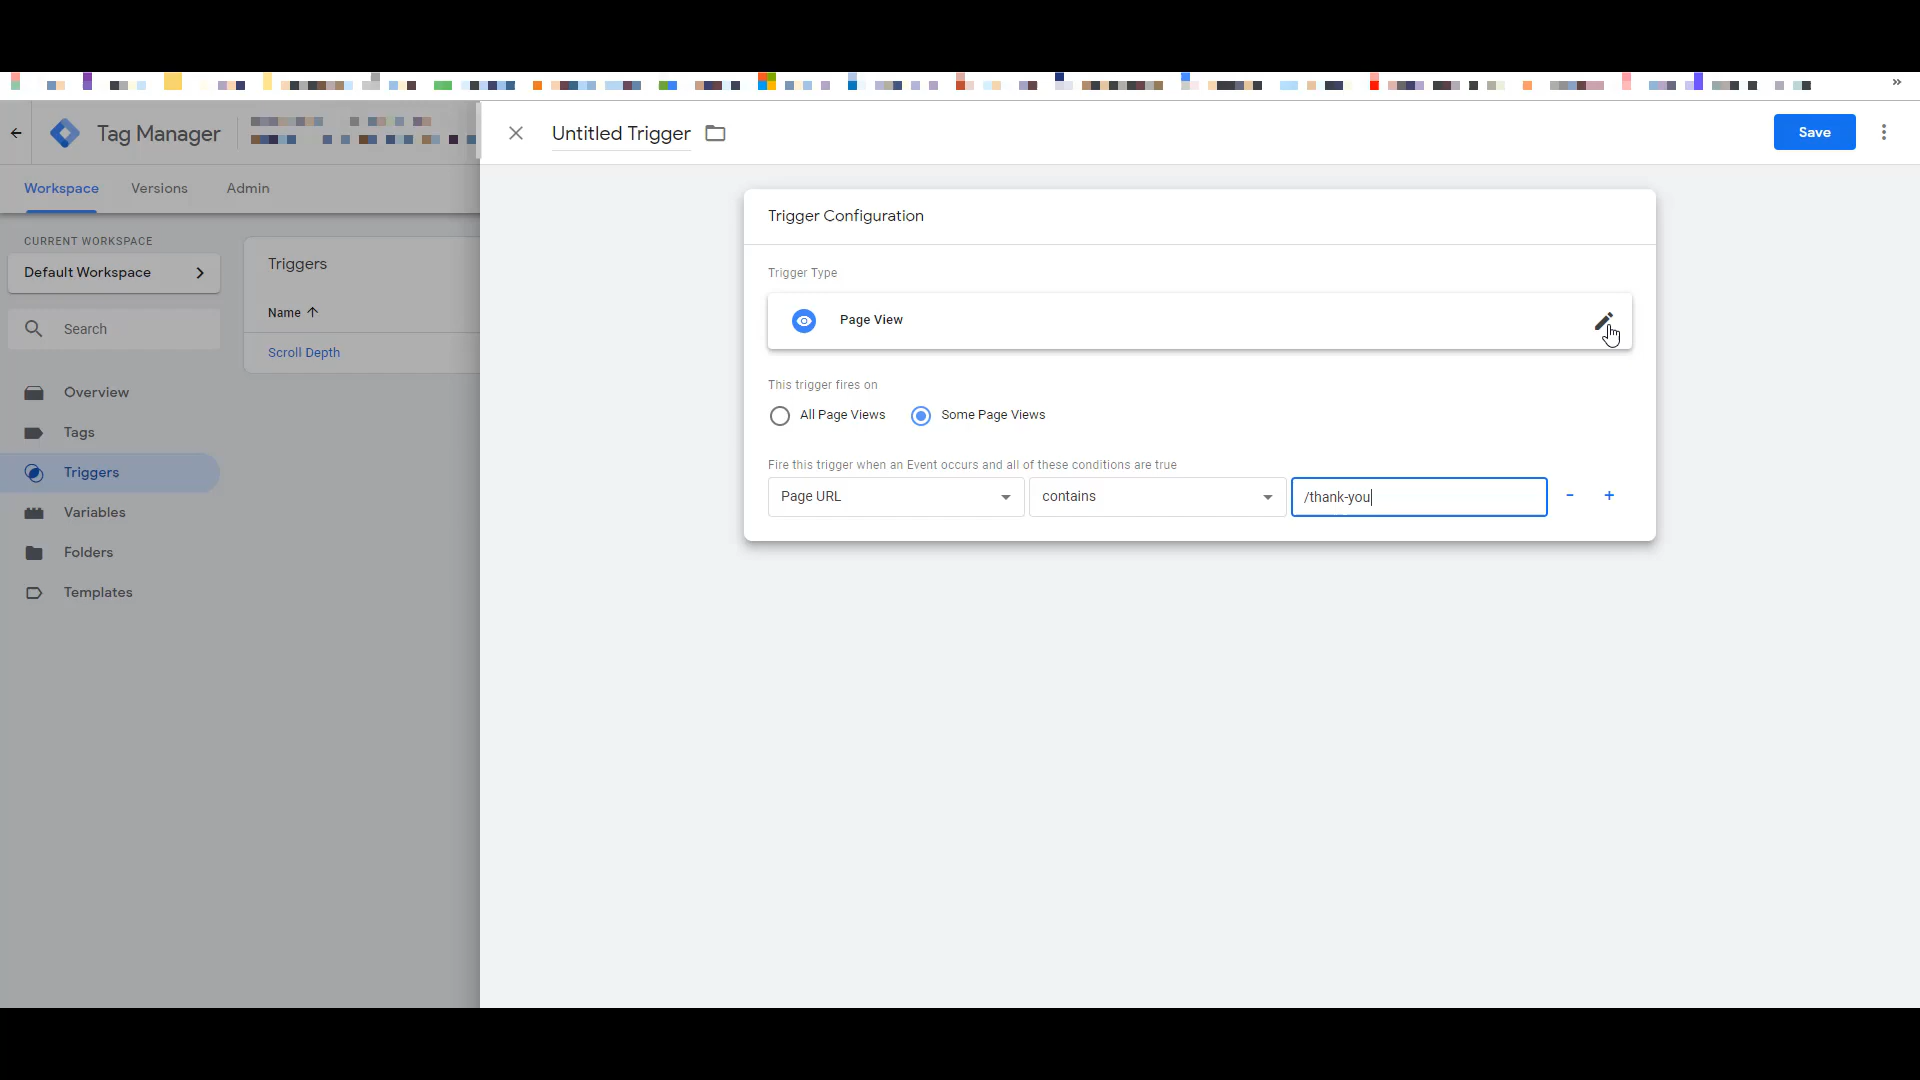 Tag Manager
Untitled Trigger
Save
Workspace Versions Admin
CURRENT WORKSPACE
Default Workspace
Search
Overview
Tags
Triggers
Variables
Folders
Templates
Triggers
Name
Scroll Depth
Trigger Configuration
Trigger Type
Page View
This trigger fires on
All Page Views Some Page Views
Fire this trigger when an Event occurs and all of these conditions are true
Page URL contains /thank-you - +